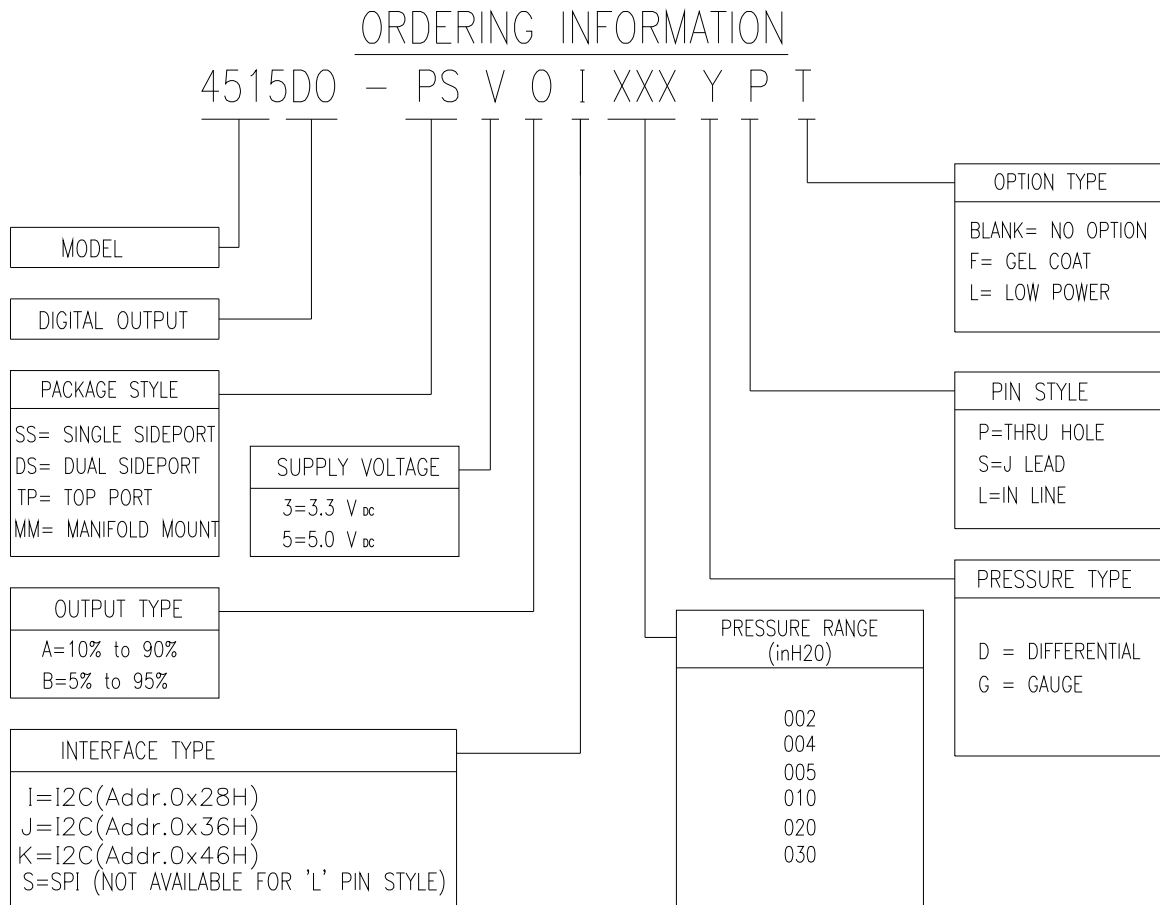 ORDERING INFORMATION
4515DO - PS V O I XXX Y P T
MODEL
DIGITAL OUTPUT
PACKAGE STYLE
SS= SINGLE SIDEPORT
DS= DUAL SIDEPORT
TP= TOP PORT
MM= MANIFOLD MOUNT
SUPPLY VOLTAGE
3=3.3 V DC
5=5.0 V DC
OUTPUT TYPE
A=10% to 90%
B=5% to 95%
INTERFACE TYPE
I=I2C(Addr.0x28H)
J=I2C(Addr.0x36H)
K=I2C(Addr.0x46H)
S=SPI (NOT AVAILABLE FOR 'L' PIN STYLE)
PRESSURE RANGE
(inH20)
002
004
005
010
020
030
OPTION TYPE
BLANK= NO OPTION
F= GEL COAT
L= LOW POWER
PIN STYLE
P=THRU HOLE
S=J LEAD
L=IN LINE
PRESSURE TYPE
D = DIFFERENTIAL
G = GAUGE